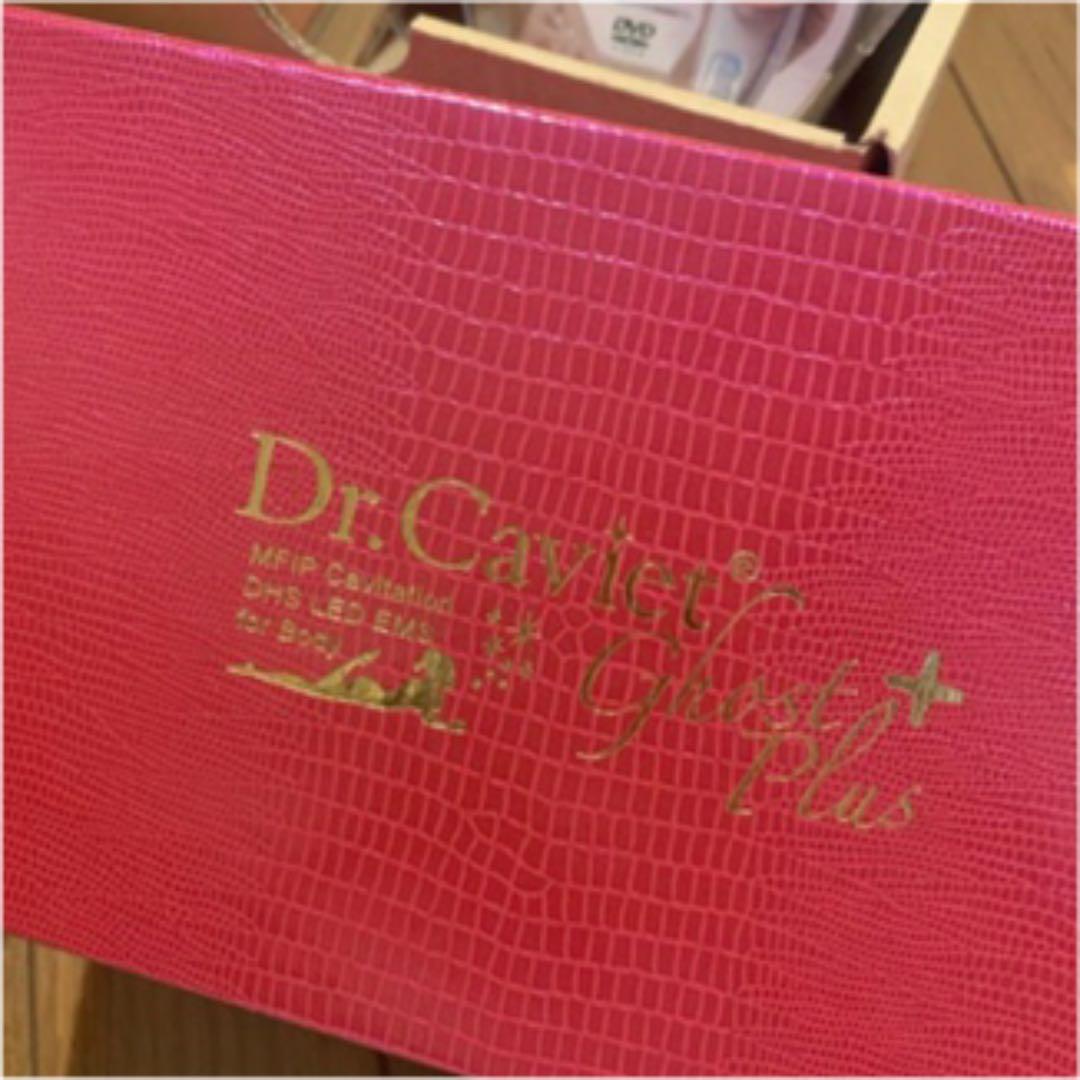 DVD
Dr.Caviet®
MFIP Cavitation
DHS LED EMS
for Body
Ghost
Plus